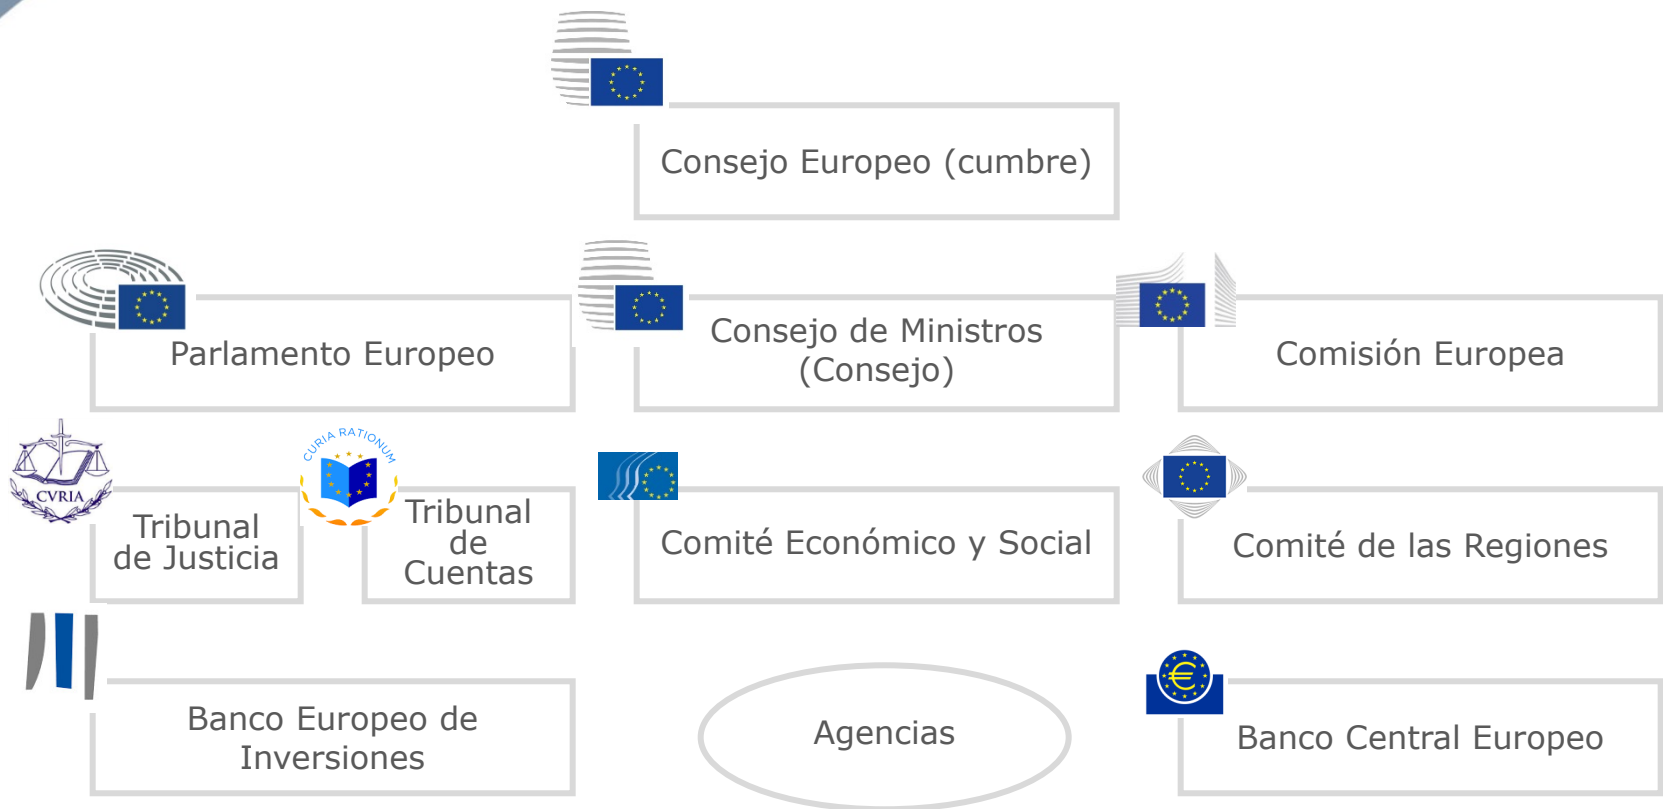 Consejo Europeo (cumbre)
Parlamento Europeo
Consejo de Ministros
(Consejo)
Comisión Europea
CVRIA
Tribunal
de Justicia
CURIA RATIONUM
Tribunal
de
Cuentas
Comité Económico y Social
Comité de las Regiones
Banco Europeo de
Inversiones
Agencias
€
Banco Central Europeo